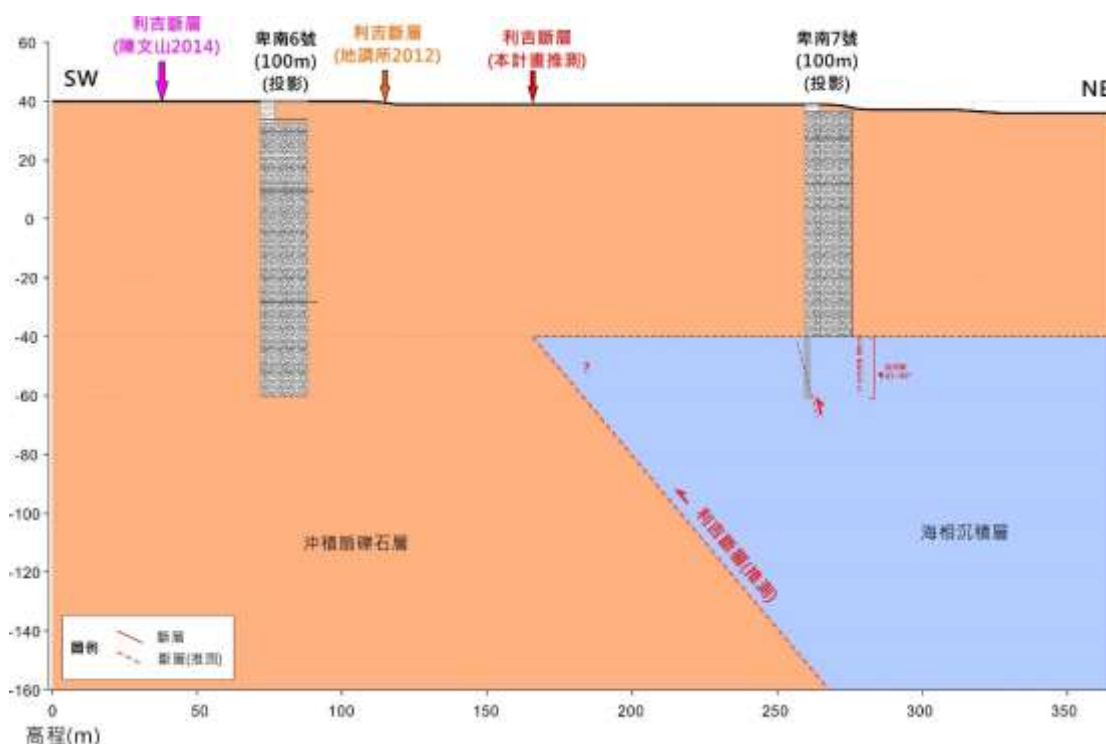 利吉斷層
(陳文山2014)
卑南6號
(100m)
(投影)
利吉斷層
(地調所2012)
利吉斷層
(本計畫推測)
卑南7號
(100m)
(投影)
SW
NE
60
40
20
0
-20
-40
-60
-80
-100
-120
-140
-160
?
利吉斷層(推測)
沖積扇礫石層
海相沉積層
圖例
斷層
斷層(推測)
0
50
100
150
200
250
300
350
高程(m)